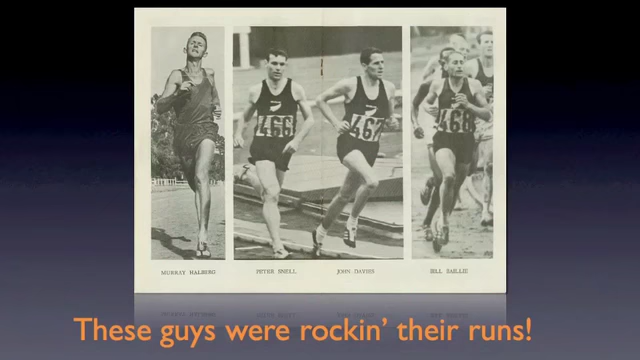 466
467
468
MURRAY HALBERG
PETER SNELL
JOHN DAVIES
BILL BAILLIE
These guys were rockin' their runs!